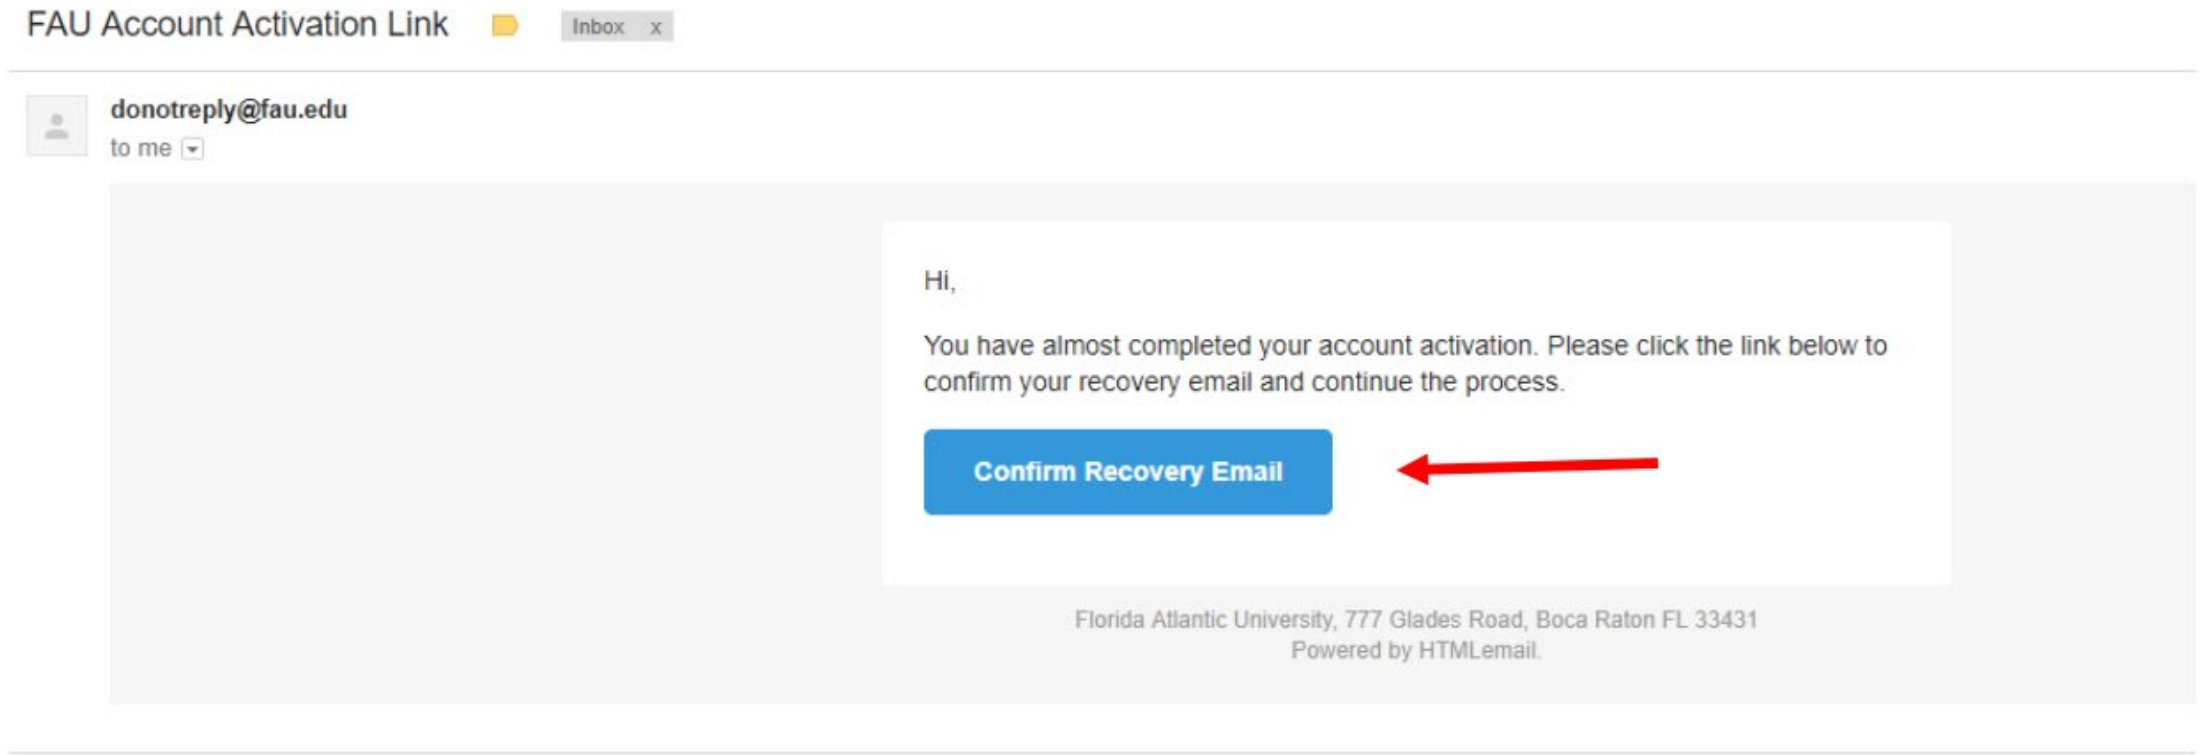 FAU Account Activation Link Inbox x
donotreply@fau.edu
to me
Hi,
You have almost completed your account activation. Please click the link below to
confirm your recovery email and continue the process.
Confirm Recovery Email
Florida Atlantic University, 777 Glades Road, Boca Raton FL 33431
Powered by HTMLemail.